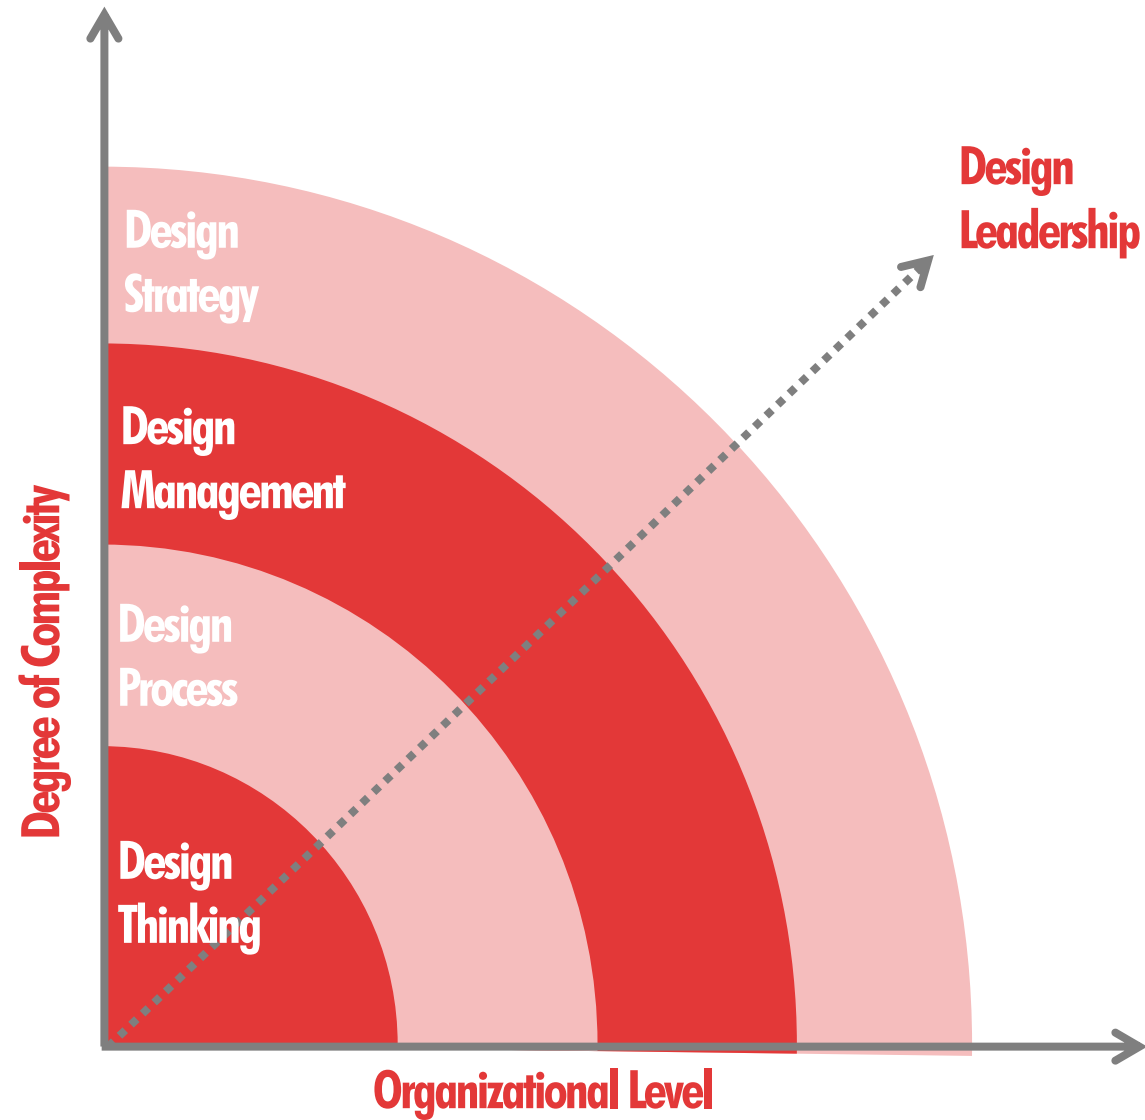 Design
Leadership
Design
Strategy
Design
Management
Design
Process
Design
Thinking
Degree of Complexity
Organizational Level